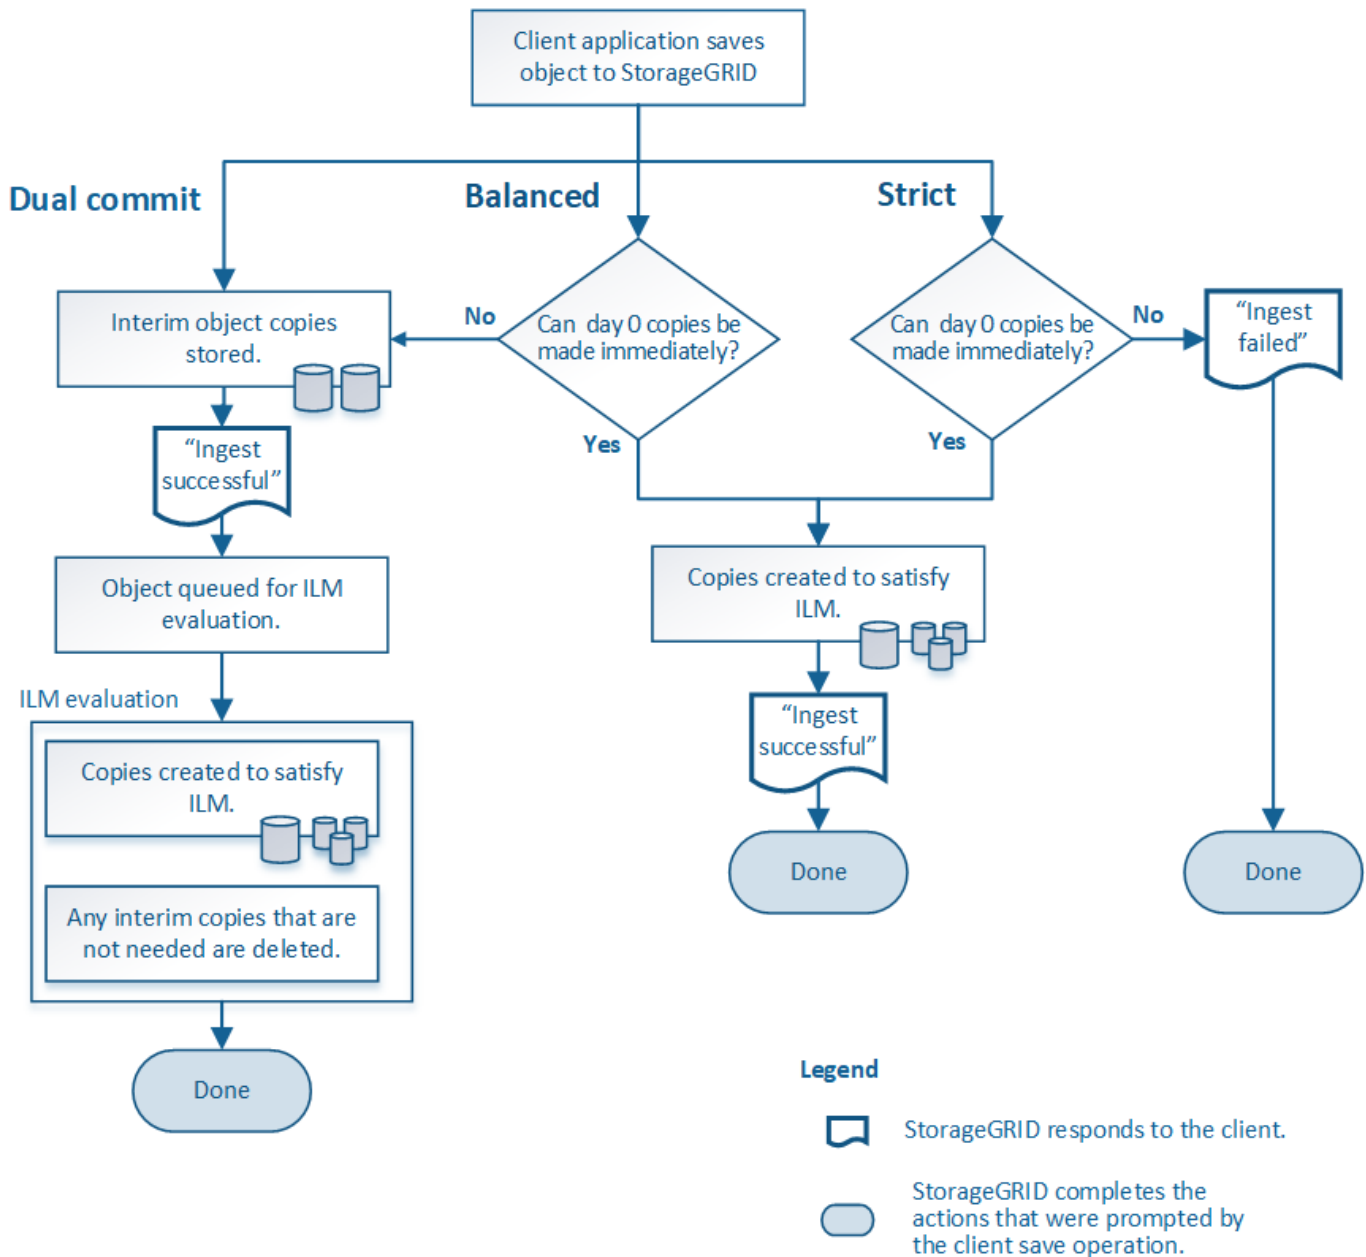 Client application saves
object to StorageGRID
Dual commit
Balanced
Strict
Interim object copies
stored.
No
Can day 0 copies be
made immediately?
Can day 0 copies be
made immediately?
No
“Ingest
failed”
Yes
Yes
“Ingest
successful”
Object queued for ILM
evaluation.
Copies created to satisfy
ILM.
ILM evaluation
“Ingest
successful”
Copies created to satisfy
ILM.
Done
Done
Any interim copies that are
not needed are deleted.
Done
Legend
StorageGRID responds to the client.
StorageGRID completes the
actions that were prompted by
the client save operation.